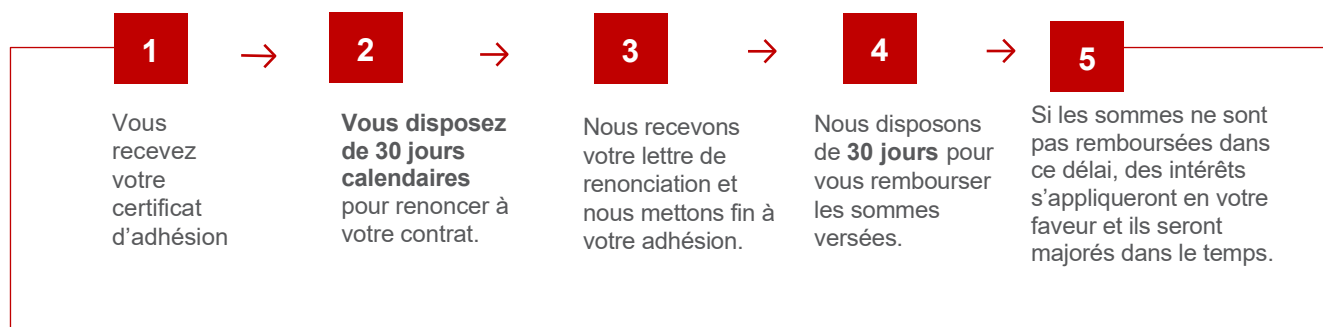 1
Vous
recevez
votre
certificat
d’adhésion
2
Vous disposez
de 30 jours
calendaires
pour renoncer à
votre contrat.
3
Nous recevons
votre lettre de
renonciation et
nous mettons fin à
votre adhésion.
4
Nous disposons
de 30 jours pour
vous rembourser
les sommes
versées.
5
Si les sommes ne sont
pas remboursées dans
ce délai, des intérêts
s’appliqueront en votre
faveur et ils seront
majorés dans le temps.